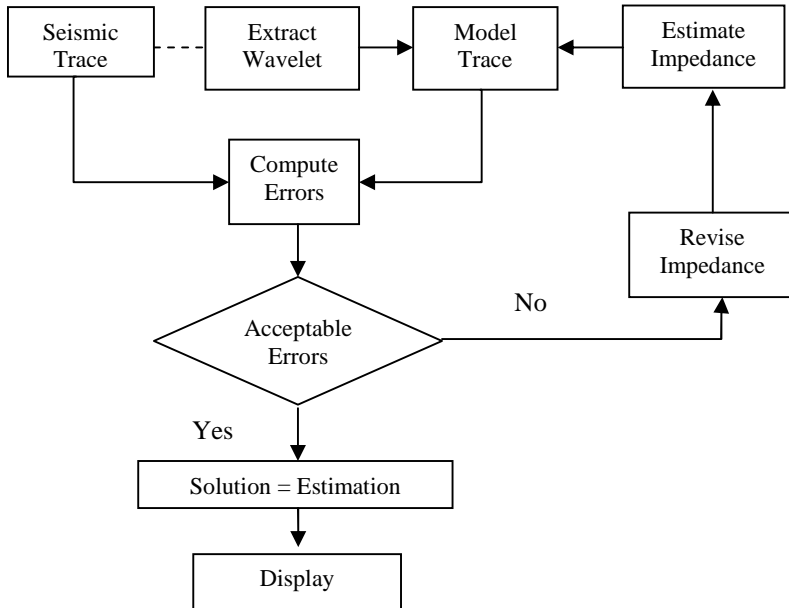 Seismic
Trace
Extract
Wavelet
Model
Trace
Estimate
Impedance
Compute
Errors
Revise
Impedance
No
Acceptable
Errors
Yes
Solution = Estimation
Display